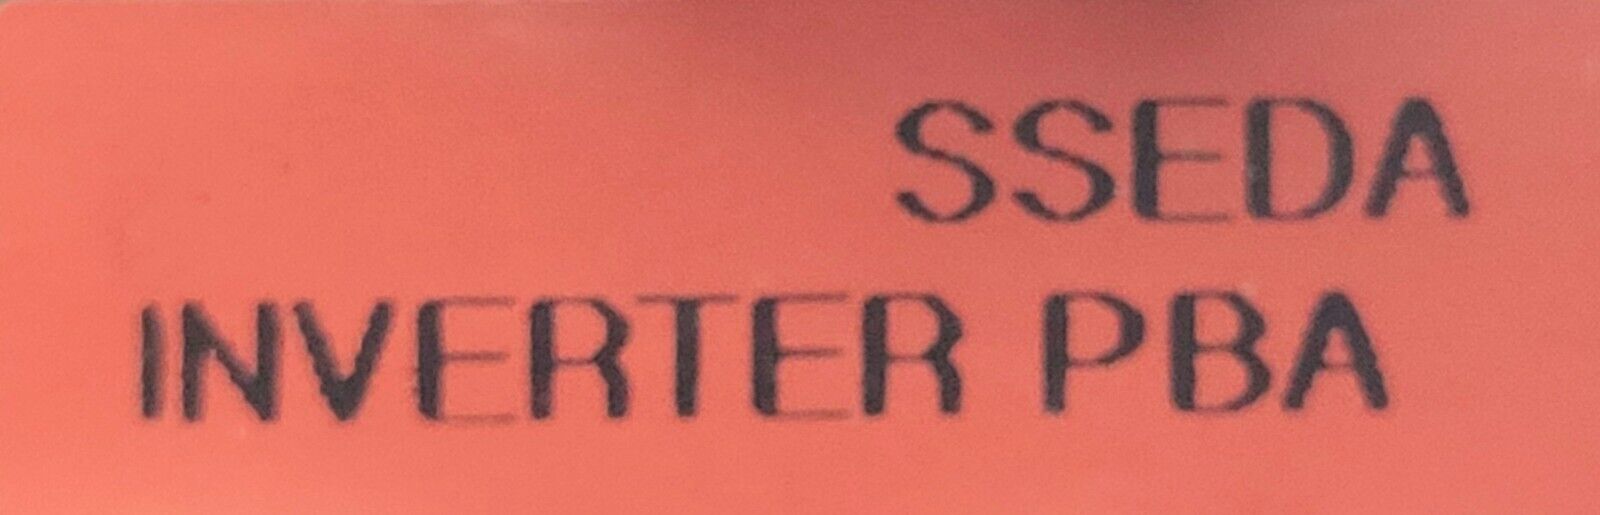 SSEDA
INVERTER PBA